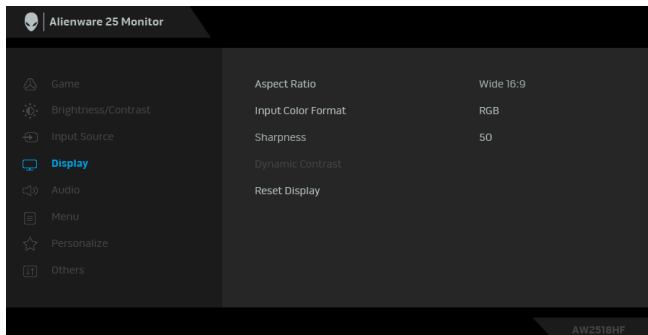 Alienware 25 Monitor
Game
Brightness/Contrast
Input Source
Display
Audio
Menu
Personalize
Others
Aspect Ratio Wide 16:9
Input Color Format RGB
Sharpness 50
Dynamic Contrast
Reset Display
AW2518HF